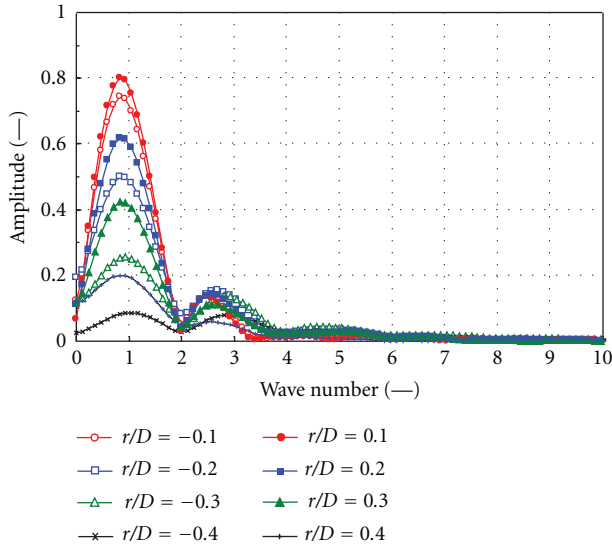 1
0.8
0.6
0.4
0.2
0
Amplitude (—)
0 1 2 3 4 5 6 7 8 9 10
Wave number (—)
r/D = −0.1 r/D = 0.1
r/D = −0.2 r/D = 0.2
r/D = −0.3 r/D = 0.3
r/D = −0.4 r/D = 0.4